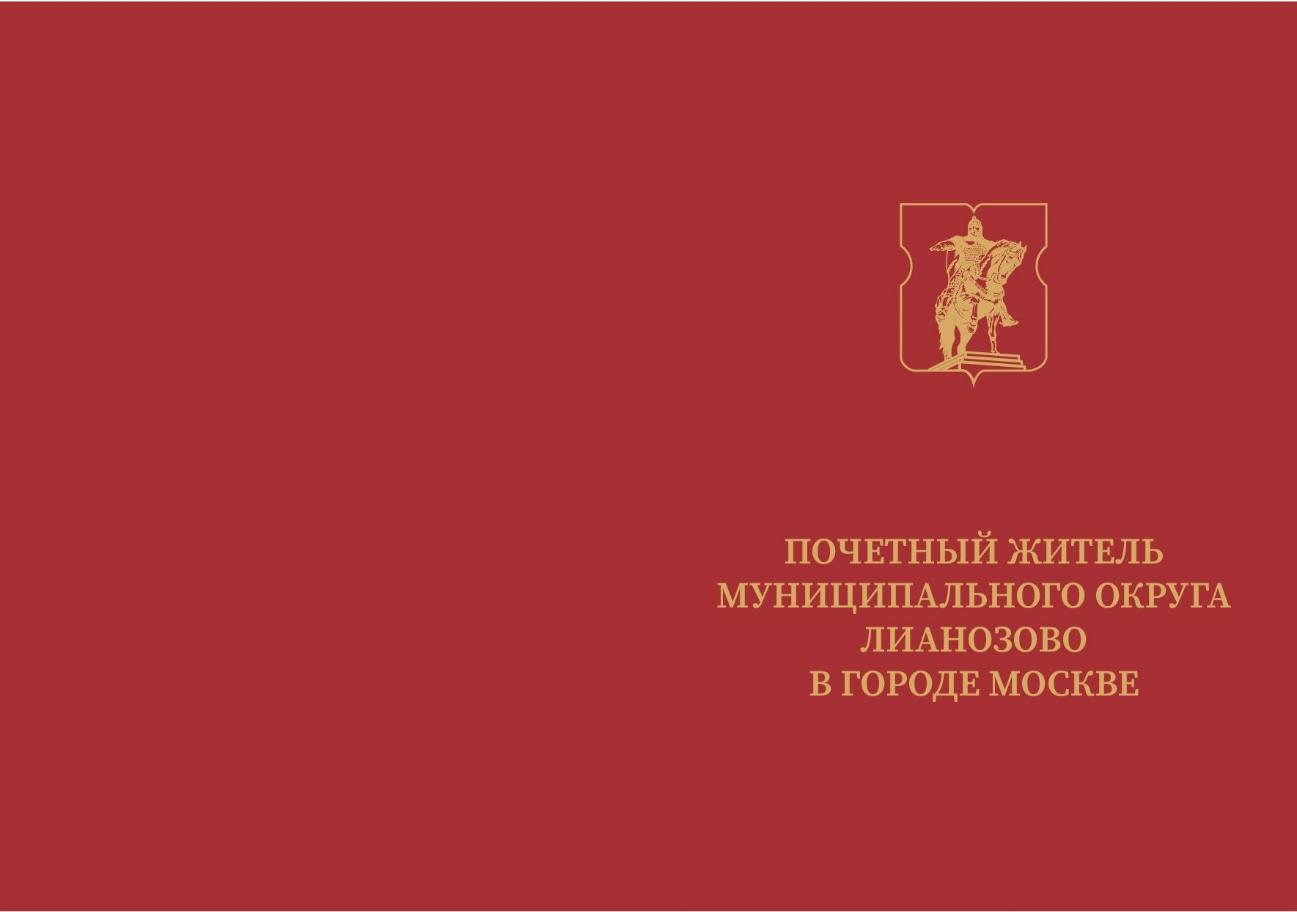 ПОЧЕТНЫЙ ЖИТЕЛЬ
МУНИЦИПАЛЬНОГО ОКРУГА
ЛИАНОЗОВО
В ГОРОДЕ МОСКВЕ